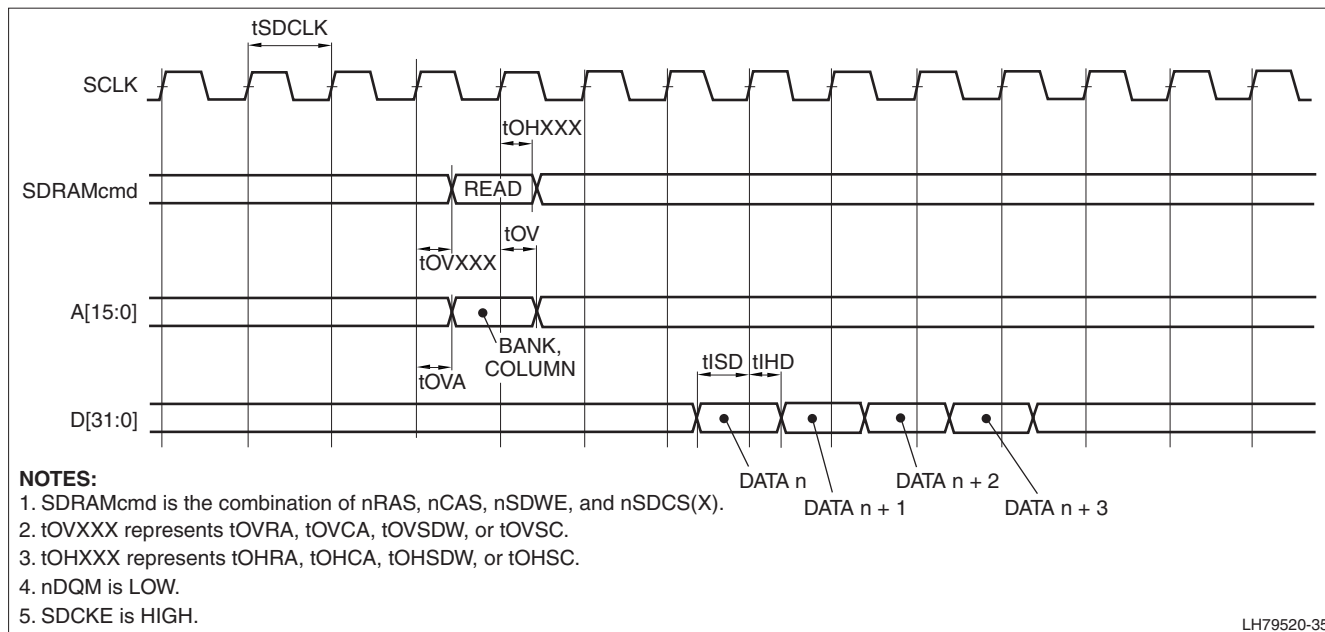 tSDCLK
SCLK
tOHXXX
SDRAMcmd
READ
tOVXXX
tOV
A[15:0]
BANK,
COLUMN
tOVA
tISD
tIHD
D[31:0]
DATA n
DATA n + 1
DATA n + 2
DATA n + 3
NOTES:
1. SDRAMcmd is the combination of nRAS, nCAS, nSDWE, and nSDCS(X).
2. tOVXXX represents tOVRA, tOVCA, tOVSDW, or tOVSC.
3. tOHXXX represents tOHRA, tOHCA, tOHSDW, or tOHSC.
4. nDQM is LOW.
5. SDCKE is HIGH.
LH79520-35